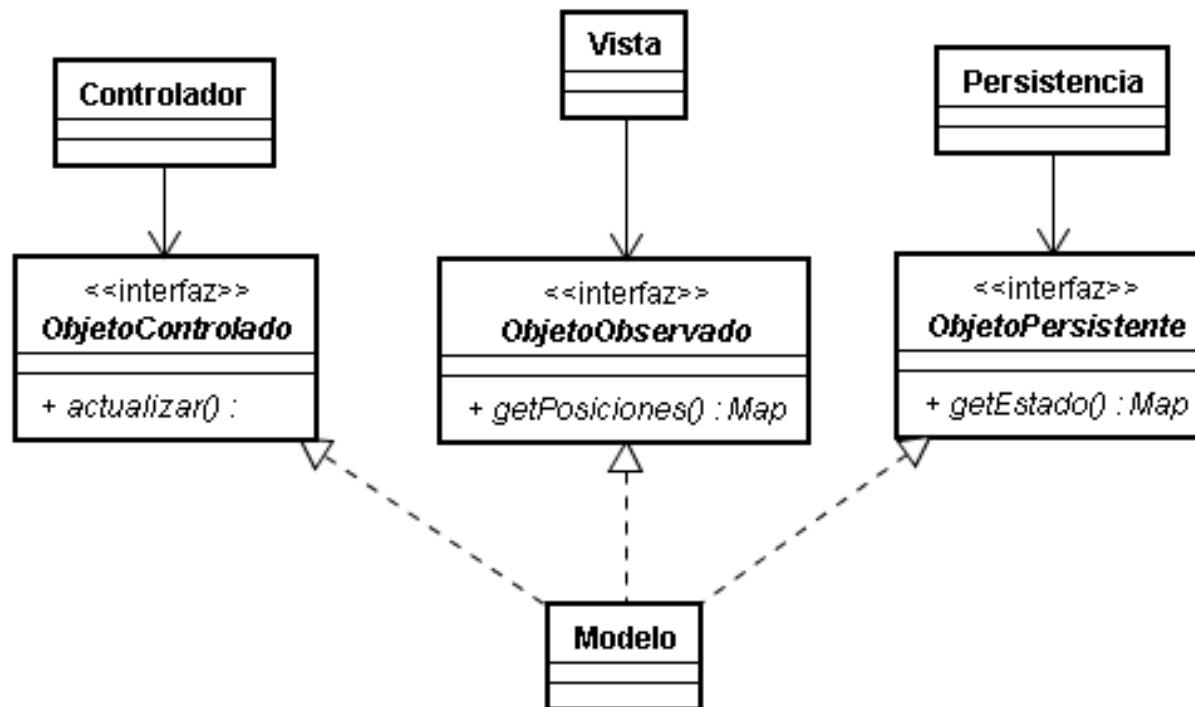 Vista
Controlador
Persistencia
<<interfaz>>
ObjetoControlado
+ actualizar() :
<<interfaz>>
ObjetoObservado
+ getPosiciones() : Map
<<interfaz>>
ObjetoPersistente
+ getEstado() : Map
Modelo